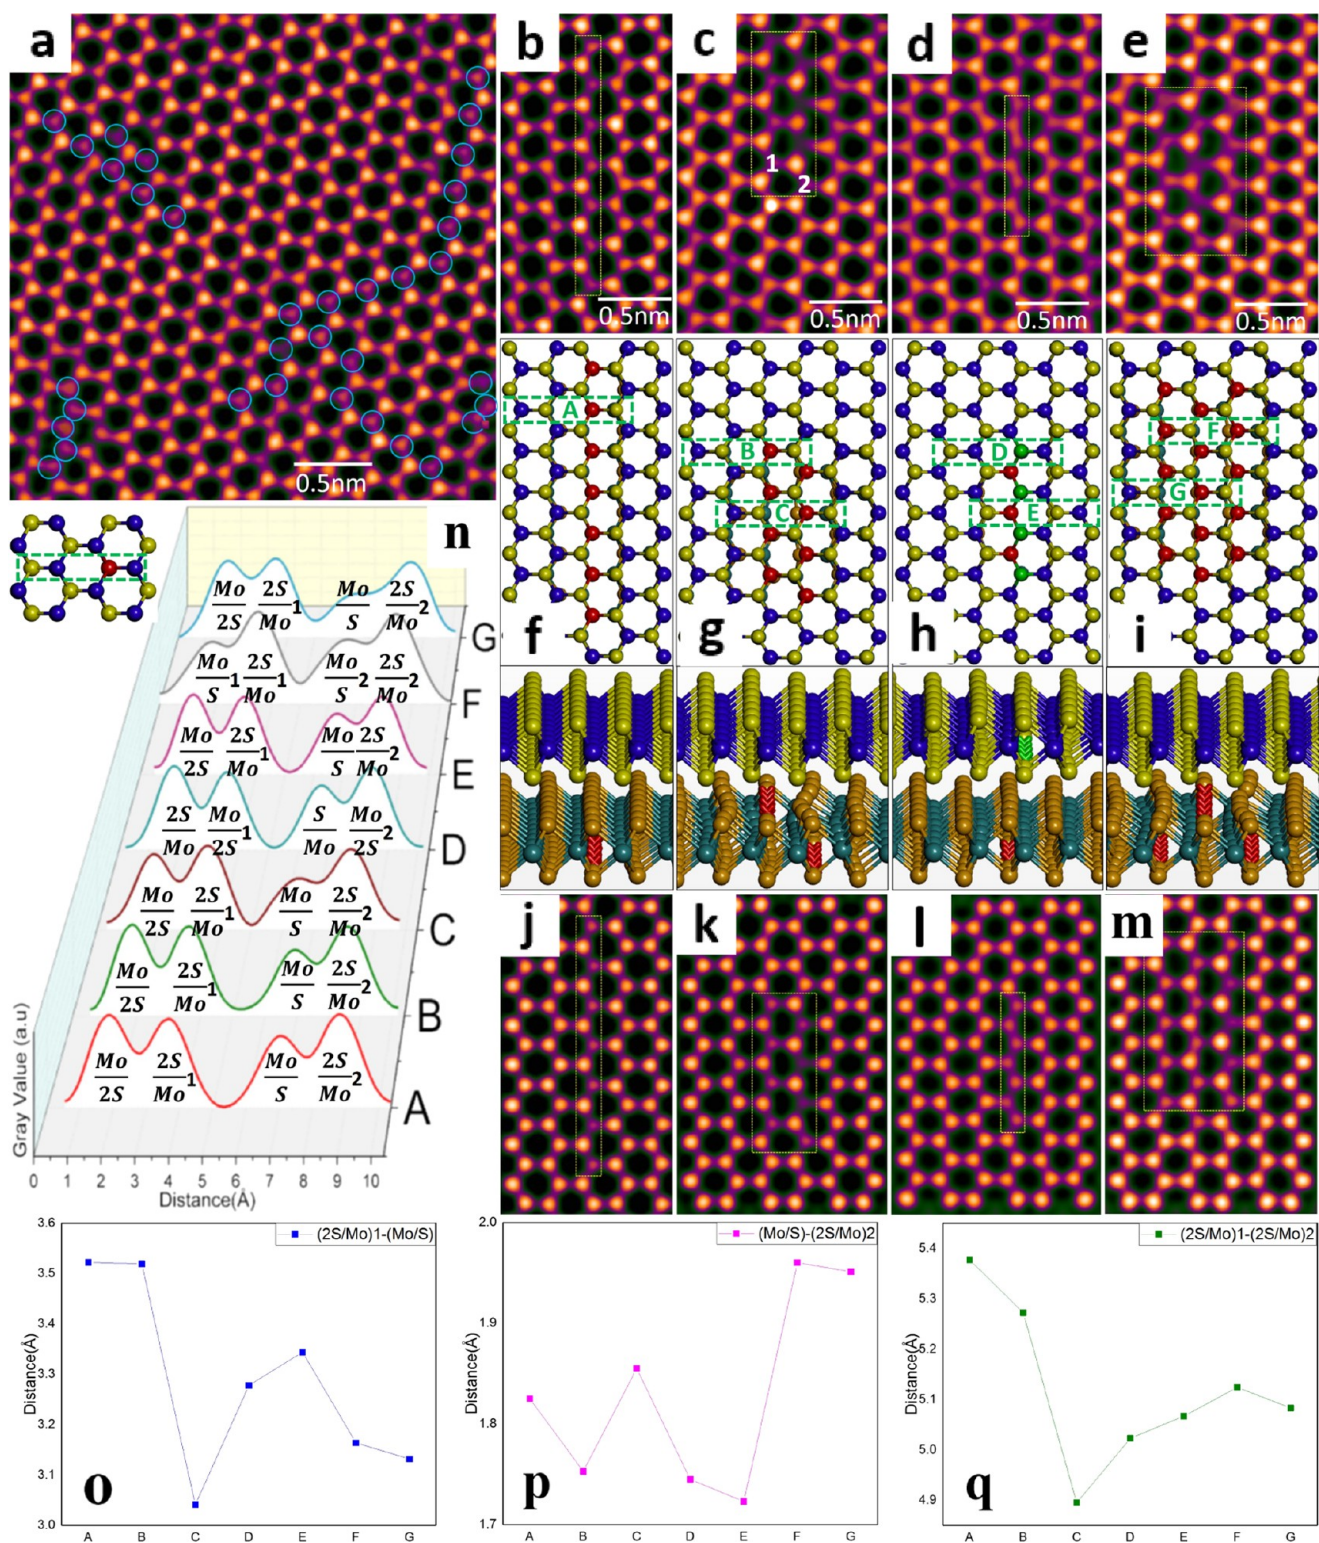 a
b
c
d
e
1
2
0.5nm
0.5nm
0.5nm
0.5nm
0.5nm
A
B
C
D
E
F
G
f
g
h
i
n
Mo/2S 2S/Mo 1 Mo/S 2S/Mo 2 G
Mo/S 1 2S/Mo 1 Mo/S 2 2S/Mo 2 F
Mo/2S 2S/Mo 1 Mo/S 2S/Mo 2 E
2S/Mo Mo/2S 1 S/Mo Mo/2S 2 D
Mo/2S 2S/Mo 1 Mo/S 2S/Mo 2 C
Mo/2S 2S/Mo 1 Mo/S 2S/Mo 2 B
Mo/2S 2S/Mo 1 Mo/S 2S/Mo 2 A
Gray Value (a.u)
0 1 2 3 4 5 6 7 8 9 10
Distance(Å)
j
k
l
m
(2S/Mo)1-(Mo/S)
3.6
3.5
3.4
3.3
3.2
3.1
3.0
Distance(Å)
o
A B C D E F G
(Mo/S)-(2S/Mo)2
2.0
1.9
1.8
1.7
Distance(Å)
p
A B C D E F G
(2S/Mo)1-(2S/Mo)2
5.4
5.3
5.2
5.1
5.0
4.9
Distance(Å)
q
A B C D E F G